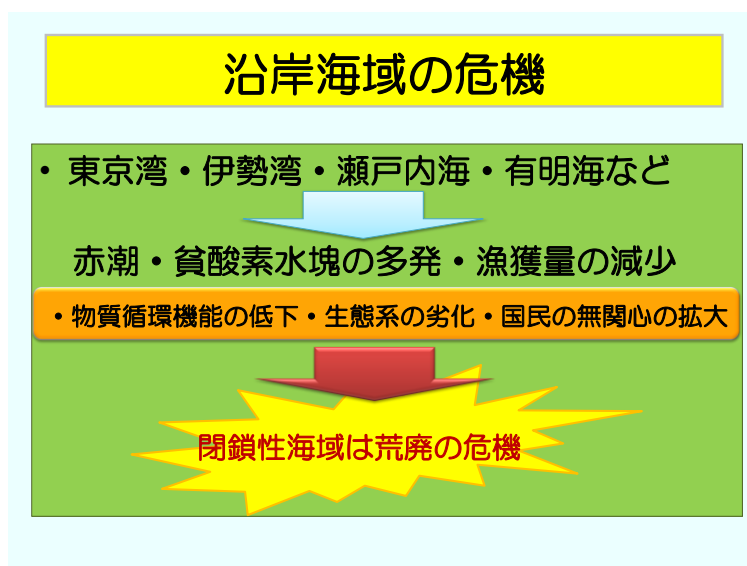 沿岸海域の危機
・東京湾・伊勢湾・瀬戸内海・有明海など
赤潮・貧酸素水塊の多発・漁獲量の減少
・物質循環機能の低下・生態系の劣化・国民の無関心の拡大
閉鎖性海域は荒廃の危機